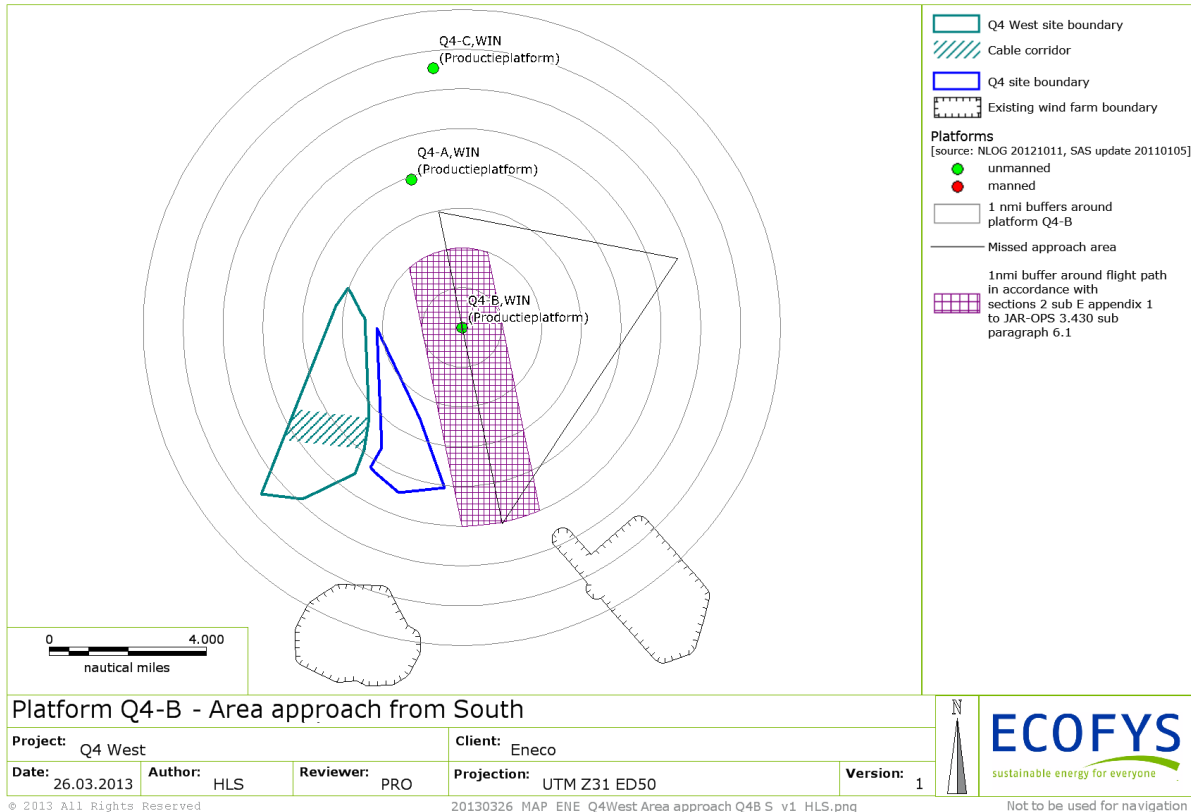 Q4-C,WIN
(Productieplatform)
Q4-A,WIN
(Productieplatform)
Q4-B,WIN
(Productieplatform)
0 4.000
nautical miles
Q4 West site boundary
Cable corridor
Q4 site boundary
Existing wind farm boundary
Platforms
[source: NLOG 20121011, SAS update 20110105]
unmanned
manned
1 nmi buffers around
platform Q4-B
Missed approach area
1nmi buffer around flight path
in accordance with
sections 2 sub E appendix 1
to JAR-OPS 3.430 sub
paragraph 6.1
Platform Q4-B - Area approach from South
Project: Q4 West Client: Eneco
Date: 26.03.2013 Author: HLS Reviewer: PRO Projection: UTM Z31 ED50 Version: 1
N
ECOFYS
sustainable energy for everyone
© 2013 All Rights Reserved 20130326_MAP_ENE_Q4West Area approach Q4B S_v1_HLS.png Not to be used for navigation